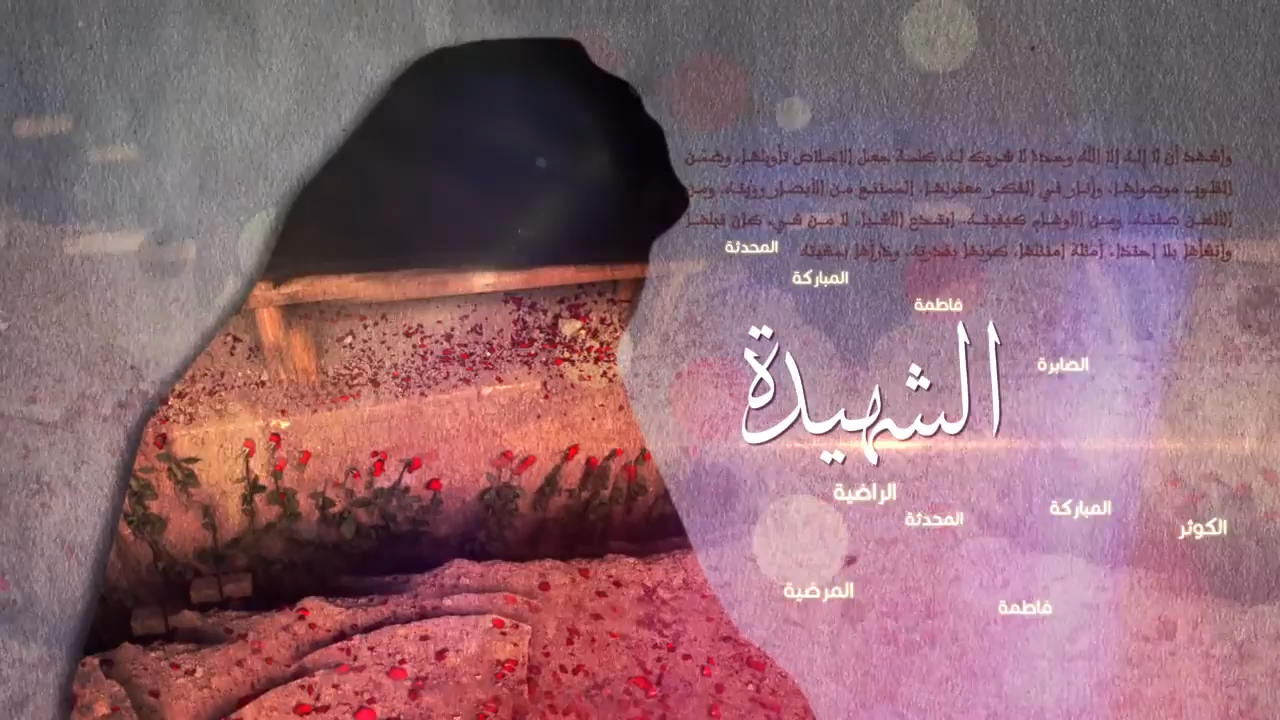 وأشهد أن لا إله إلا الله وحده لا شريك له، كلمة جعل الإخلاص تأويلها، وضمن
القلوب موصولها، وأنار في الفكر معقولها. الممتنع من الأبصار رؤيته، ومن
الألسن صفته، ومن الأوهام كيفيته. ابتدع الأشياء لا من شيء كان قبلها
وأنشأها بلا احتذاء أمثلة امتثلها، كونها بقدرته، وذرأها بمشيته
المحدثة
المباركة
فاطمة
الشهيدة
الصابرة
الراضية
المحدثة
المباركة
الكوثر
المرضية
فاطمة